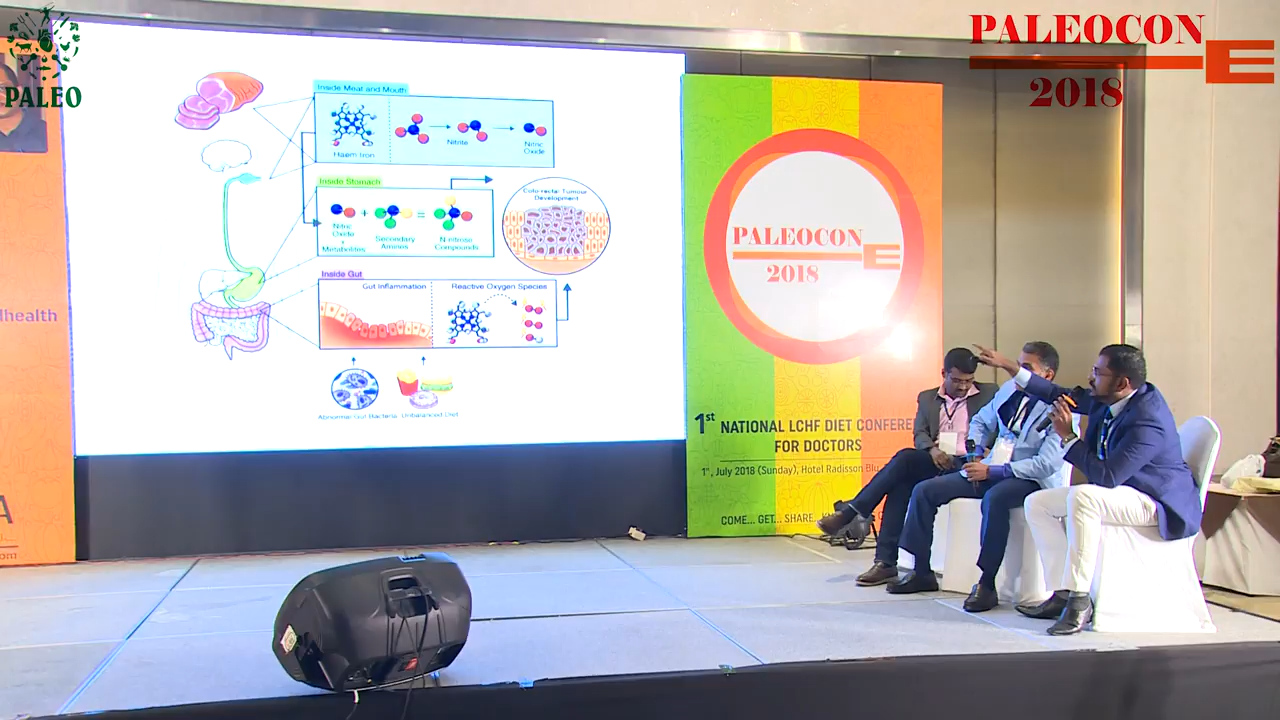 PALEO
PALEOCON
E
2018
Inside Meat and Mouth
Haem Iron
Nitrite
Nitric
Oxide
Inside Stomach
Nitric
Oxide
+
Metabolites
+
Secondary
Amines
=
N-nitroso
Compounds
Colo-rectal Tumour
Development
Inside Gut
Gut Inflammation
Reactive Oxygen Species
Abnormal Gut Bacteria
Unbalanced Diet
PALEOCON
E
2018
1st NATIONAL LCHF DIET CONFERE
FOR DOCTORS
1st, July 2018 (Sunday), Hotel Radisson Blu
COME... GET... SHARE..
lhealth
A
om